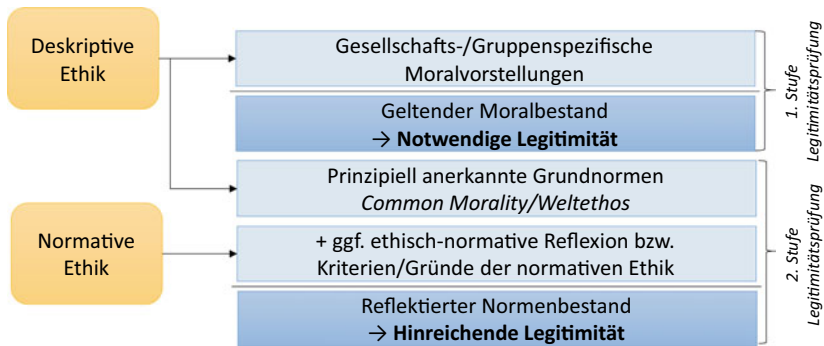 Deskriptive
Ethik
Gesellschafts-/Gruppenspezifische
Moralvorstellungen
Geltender Moralbestand
→ Notwendige Legitimität
1. Stufe
Legitimitätsprüfung
Prinzipiell anerkannte Grundnormen
Common Morality/Weltethos
Normative
Ethik
+ ggf. ethisch-normative Reflexion bzw.
Kriterien/Gründe der normativen Ethik
Reflektierter Normenbestand
→ Hinreichende Legitimität
2. Stufe
Legitimitätsprüfung